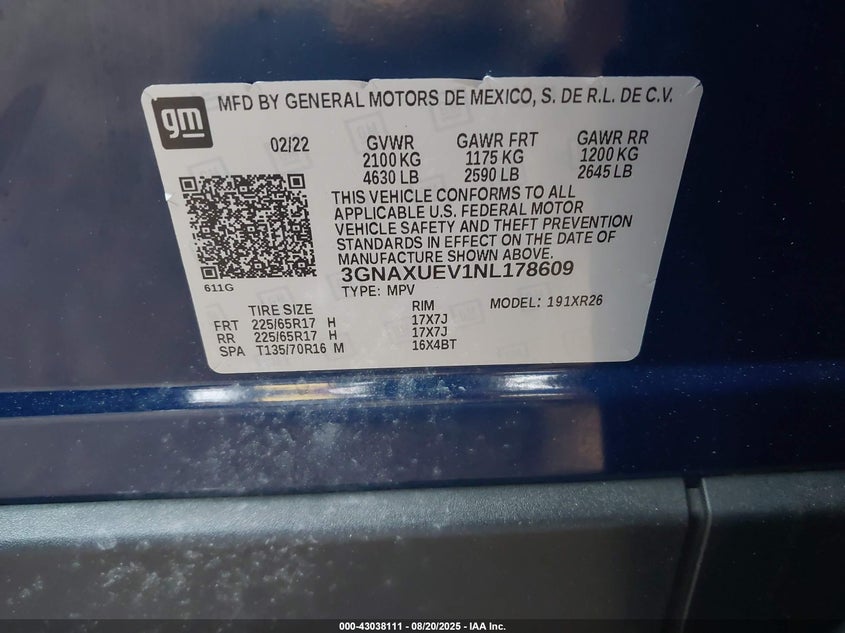 gm MFD BY GENERAL MOTORS DE MEXICO, S. DE R.L. DE C.V.
02/22 GVWR GAWR FRT GAWR RR
2100 KG 1175 KG 1200 KG
4630 LB 2590 LB 2645 LB
THIS VEHICLE CONFORMS TO ALL
APPLICABLE U.S. FEDERAL MOTOR
VEHICLE SAFETY AND THEFT PREVENTION
STANDARDS IN EFFECT ON THE DATE OF
MANUFACTURE SHOWN ABOVE.
3GNAXUEV1NL178609
611G TYPE: MPV
TIRE SIZE RIM MODEL: 191XR26
FRT 225/65R17 H 17X7J
RR 225/65R17 H 17X7J
SPA T135/70R16 M 16X4BT
000-43038111 - 08/20/2025 - IAA Inc.